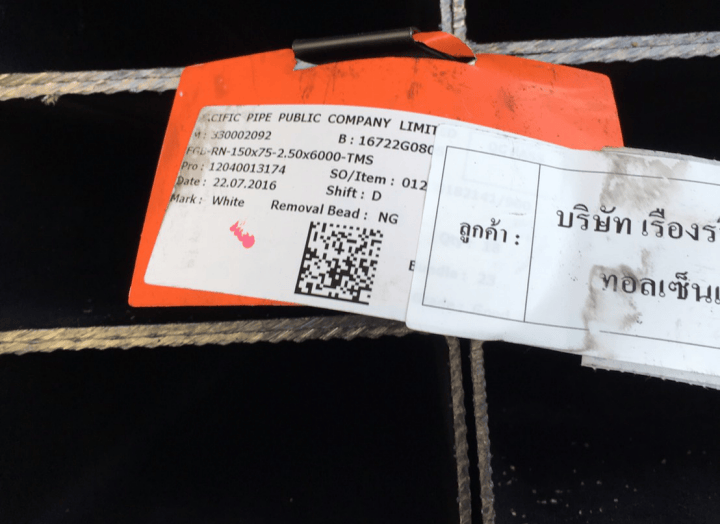 CIFIC PIPE PUBLIC COMPANY LIMIT
330002092 B : 16722G080
-RN-150x75-2.50x6000-TMS
Pro : 12040013174 SO/Item : 012
Date : 22.07.2016 Shift : D
Mark : White Removal Bead : NG
ลูกค้า :
บริษัท เรืองร
ทอลเซ็น